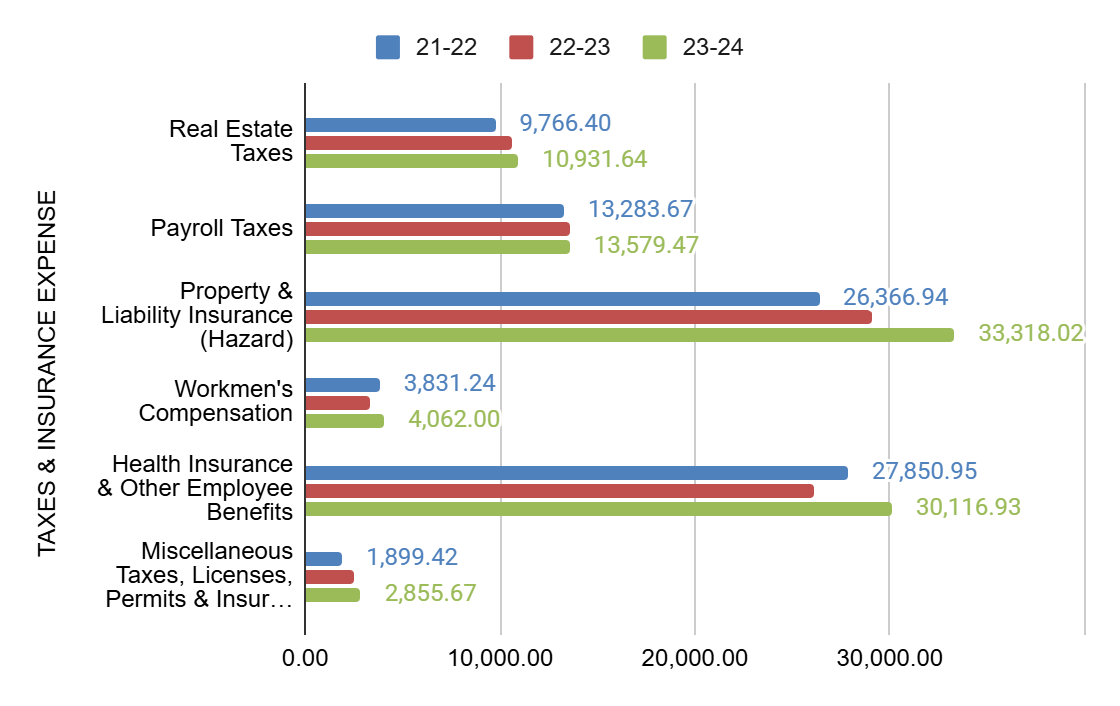 21-22 22-23 23-24
TAXES & INSURANCE EXPENSE
Real Estate
Taxes
9,766.40
10,931.64
Payroll Taxes
13,283.67
13,579.47
Property &
Liability Insurance
(Hazard)
26,366.94
33,318.02
Workmen's
Compensation
3,831.24
4,062.00
Health Insurance
& Other Employee
Benefits
27,850.95
30,116.93
Miscellaneous
Taxes, Licenses,
Permits & Insur…
1,899.42
2,855.67
0.00 10,000.00 20,000.00 30,000.00